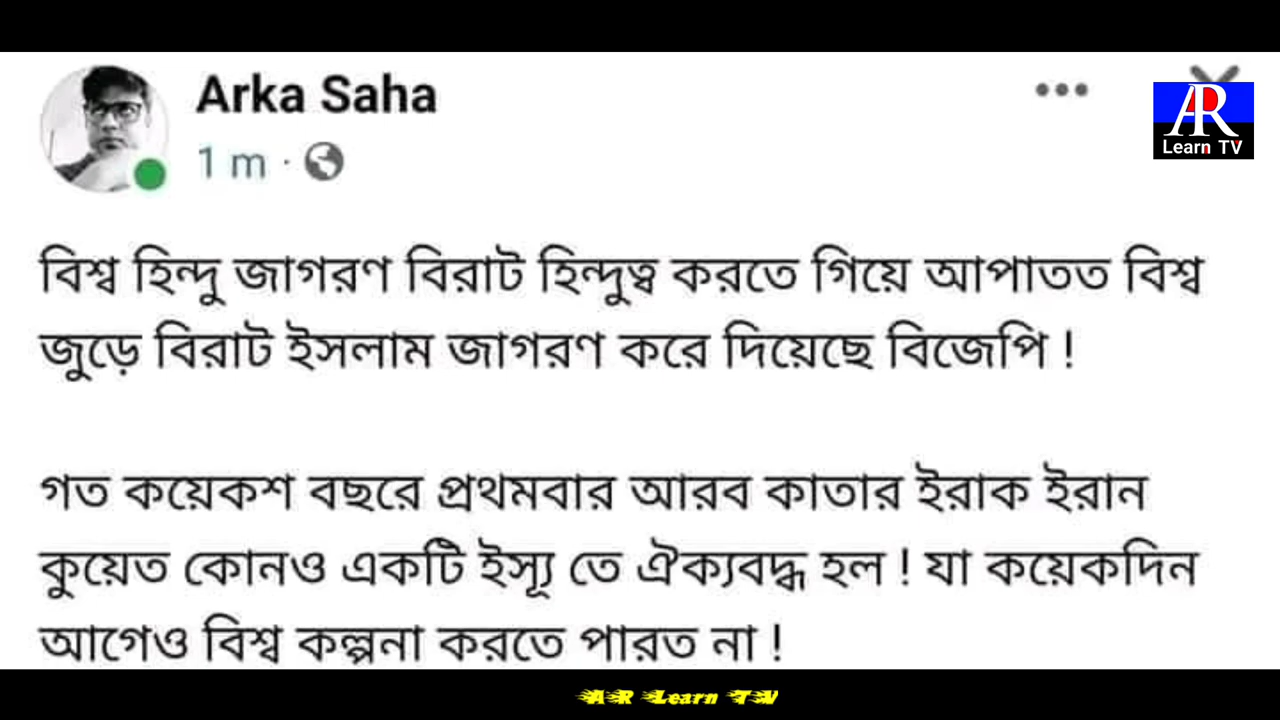 Arka Saha
1 m ·
AR
Learn TV
বিশ্ব হিন্দু জাগরণ বিরাট হিন্দুত্ব করতে গিয়ে আপাতত বিশ্ব
জুড়ে বিরাট ইসলাম জাগরণ করে দিয়েছে বিজেপি !
গত কয়েকশ বছরে প্রথমবার আরব কাতার ইরাক ইরান
কুয়েত কোনও একটি ইস্যূ তে ঐক্যবদ্ধ হল ! যা কয়েকদিন
আগেও বিশ্ব কল্পনা করতে পারত না !
AR Learn TV